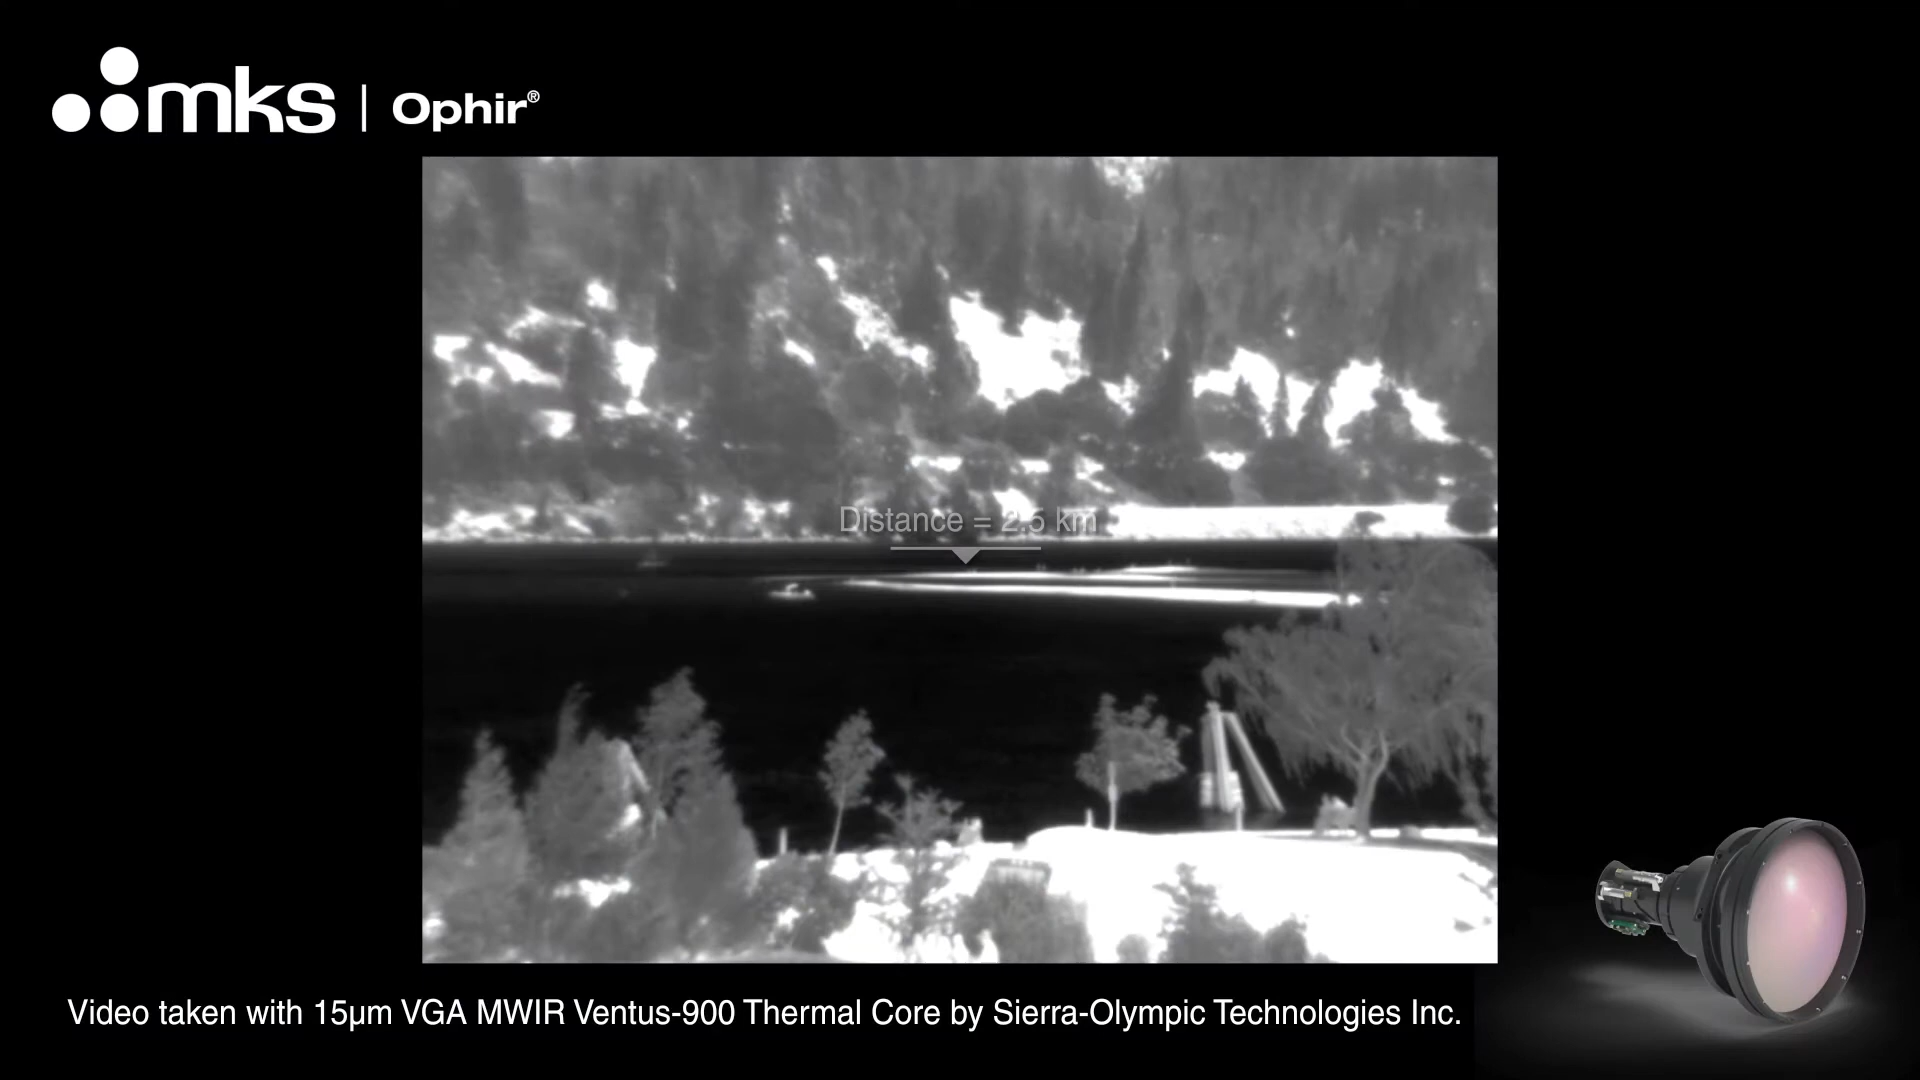 mks | Ophir®
Distance = 2.5 km
Video taken with 15µm VGA MWIR Ventus-900 Thermal Core by Sierra-Olympic Technologies Inc.